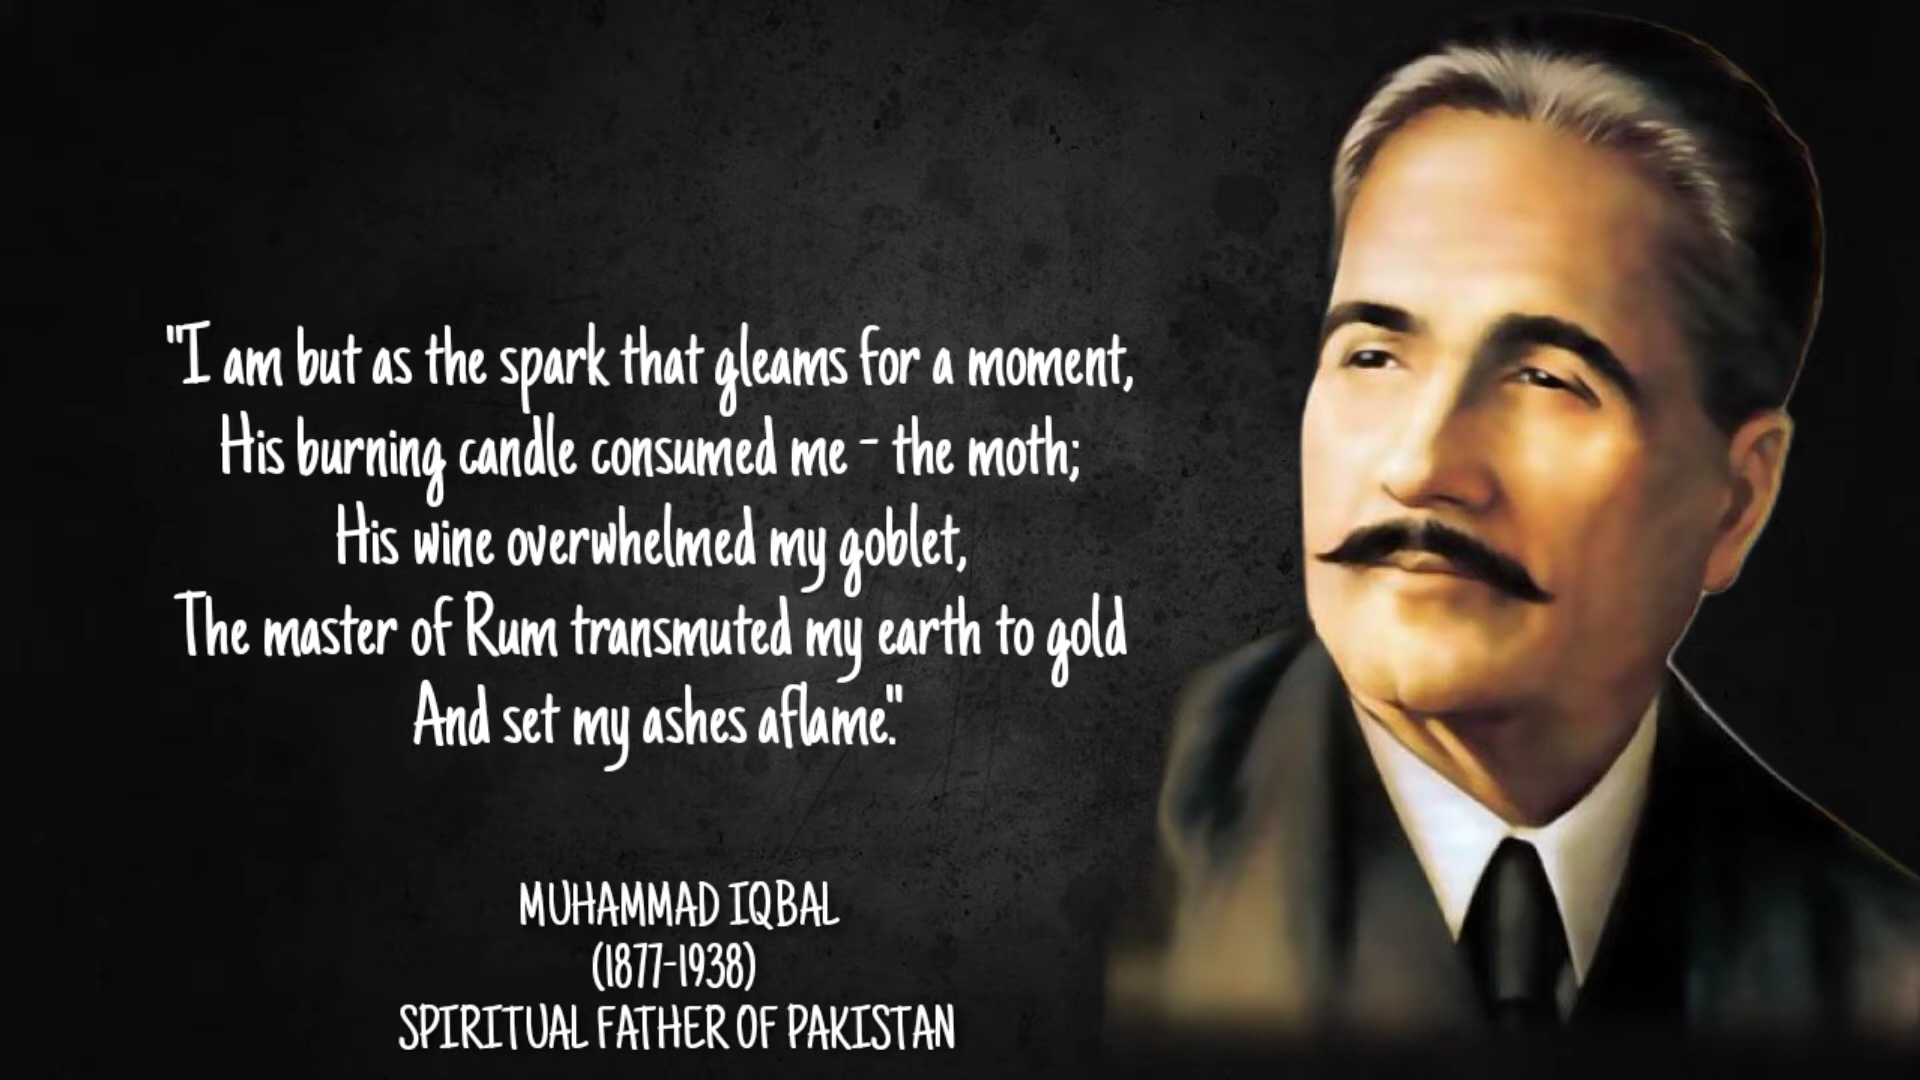 "I am but as the spark that gleams for a moment,
His burning candle consumed me - the moth;
His wine overwhelmed my goblet,
The master of Rum transmuted my earth to gold
And set my ashes aflame."
MUHAMMAD IQBAL
(1877-1938)
SPIRITUAL FATHER OF PAKISTAN